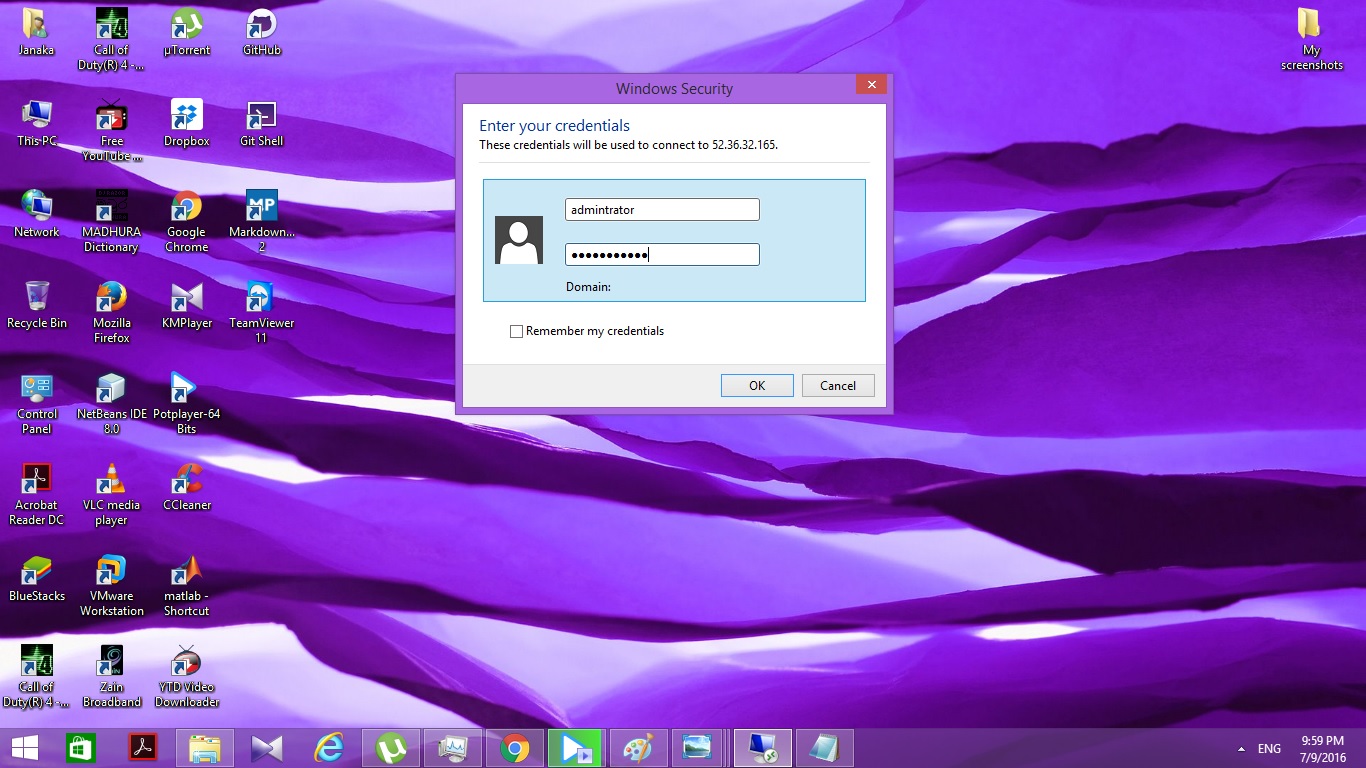 Janaka
Call of
Duty(R) 4 -...
µTorrent
GitHub
My
screenshots
This PC
Free
YouTube ...
Dropbox
Git Shell
Network
MADHURA
Dictionary
Google
Chrome
MP
Markdown...
2
Recycle Bin
Mozilla
Firefox
KMPlayer
TeamViewer
11
Control
Panel
NetBeans IDE
8.0
Potplayer-64
Bits
Acrobat
Reader DC
VLC media
player
CCleaner
BlueStacks
VMware
Workstation
matlab -
Shortcut
Call of
Duty(R) 4 -...
Zain
Broadband
YTD Video
Downloader
Windows Security
Enter your credentials
These credentials will be used to connect to 52.36.32.165.
admintrator
●●●●●●●●●●●
Domain:
Remember my credentials
OK
Cancel
ENG
9:59 PM
7/9/2016